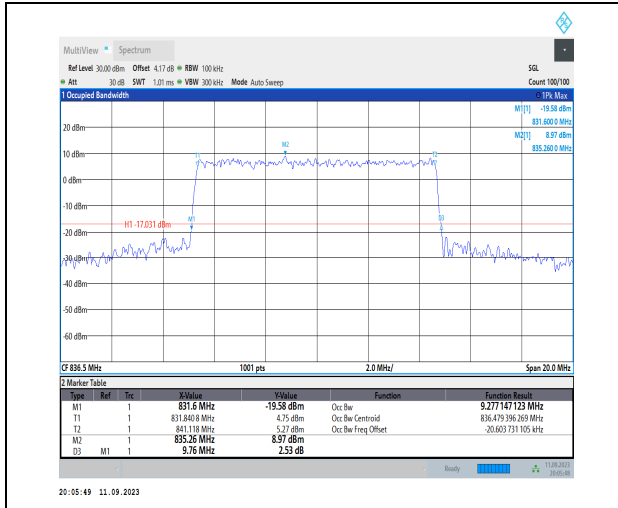 MultiView Spectrum
Ref Level 30.00 dBm Offset 4.17 dB RBW 100 kHz SGL
Att 30 dB SWT 1.01 ms VBW 300 kHz Mode Auto Sweep Count 100/100
1 Occupied Bandwidth 1Pk Max
M1[1] -19.58 dBm
831.600 0 MHz
M2[1] 8.97 dBm
835.260 0 MHz
20 dBm
10 dBm
M2
T1
T2
0 dBm
-10 dBm
H1 -17.031 dBm
M1
D3
-20 dBm
-30 dBm
-40 dBm
-50 dBm
-60 dBm
CF 836.5 MHz 1001 pts 2.0 MHz/ Span 20.0 MHz
2 Marker Table
Type Ref Trc X-Value Y-Value Function Function Result
M1 1 831.6 MHz -19.58 dBm Occ Bw 9.277 147 123 MHz
T1 1 831.840 8 MHz 4.75 dBm Occ Bw Centroid 836.479 396 269 MHz
T2 1 841.118 MHz 5.27 dBm Occ Bw Freq Offset -20.603 731 105 kHz
M2 1 835.26 MHz 8.97 dBm
D3 M1 1 9.76 MHz 2.53 dB
Ready 11.09.2023
20:05:48
20:05:49 11.09.2023